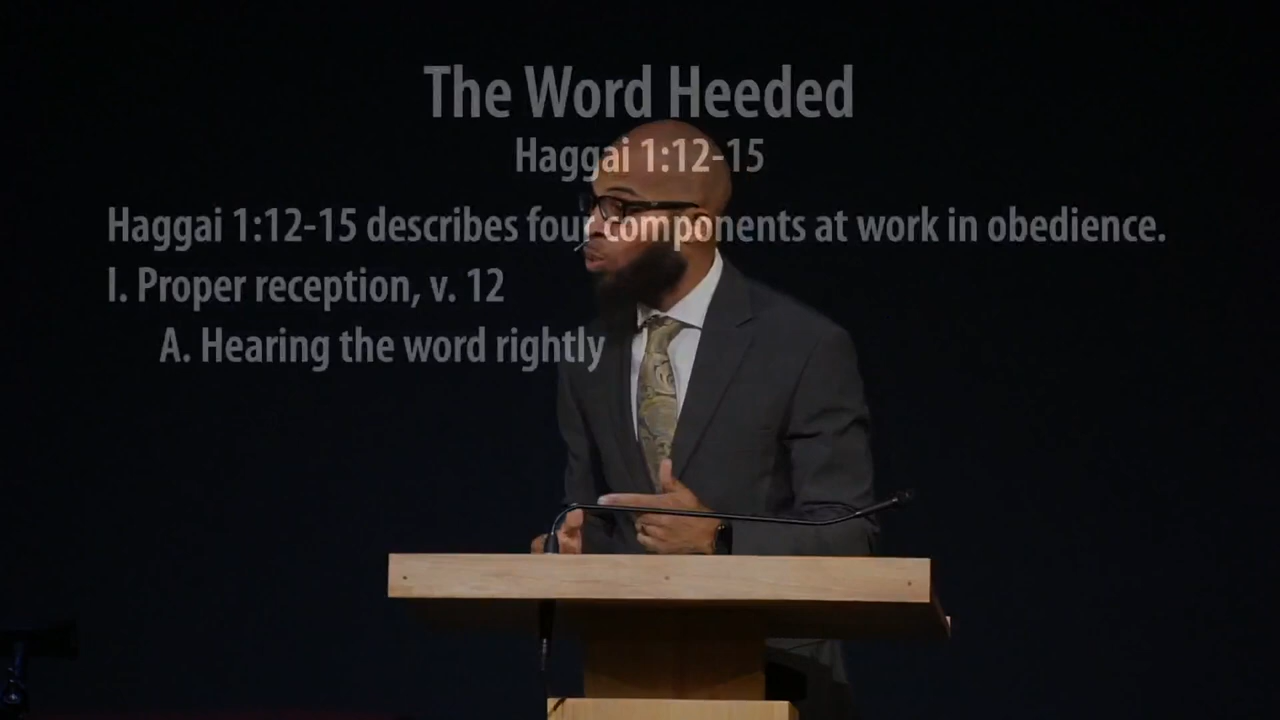 The Word Heeded
Haggai 1:12-15
Haggai 1:12-15 describes four components at work in obedience.
I. Proper reception, v. 12
A. Hearing the word rightly